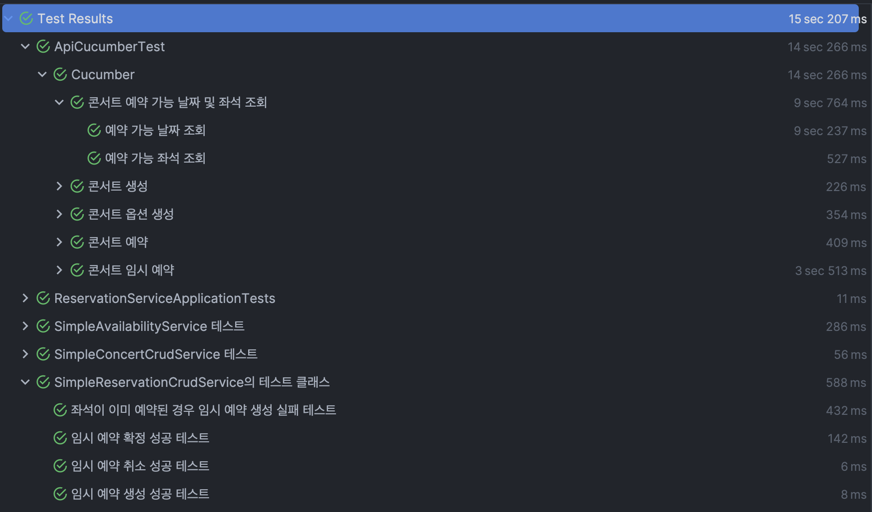 Test Results 15 sec 207 ms
ApiCucumberTest 14 sec 266 ms
Cucumber 14 sec 266 ms
콘서트 예약 가능 날짜 및 좌석 조회 9 sec 764 ms
예약 가능 날짜 조회 9 sec 237 ms
예약 가능 좌석 조회 527 ms
콘서트 생성 226 ms
콘서트 옵션 생성 354 ms
콘서트 예약 409 ms
콘서트 임시 예약 3 sec 513 ms
ReservationServiceApplicationTests 11 ms
SimpleAvailabilityService 테스트 286 ms
SimpleConcertCrudService 테스트 56 ms
SimpleReservationCrudService의 테스트 클래스 588 ms
좌석이 이미 예약된 경우 임시 예약 생성 실패 테스트 432 ms
임시 예약 확정 성공 테스트 142 ms
임시 예약 취소 성공 테스트 6 ms
임시 예약 생성 성공 테스트 8 ms